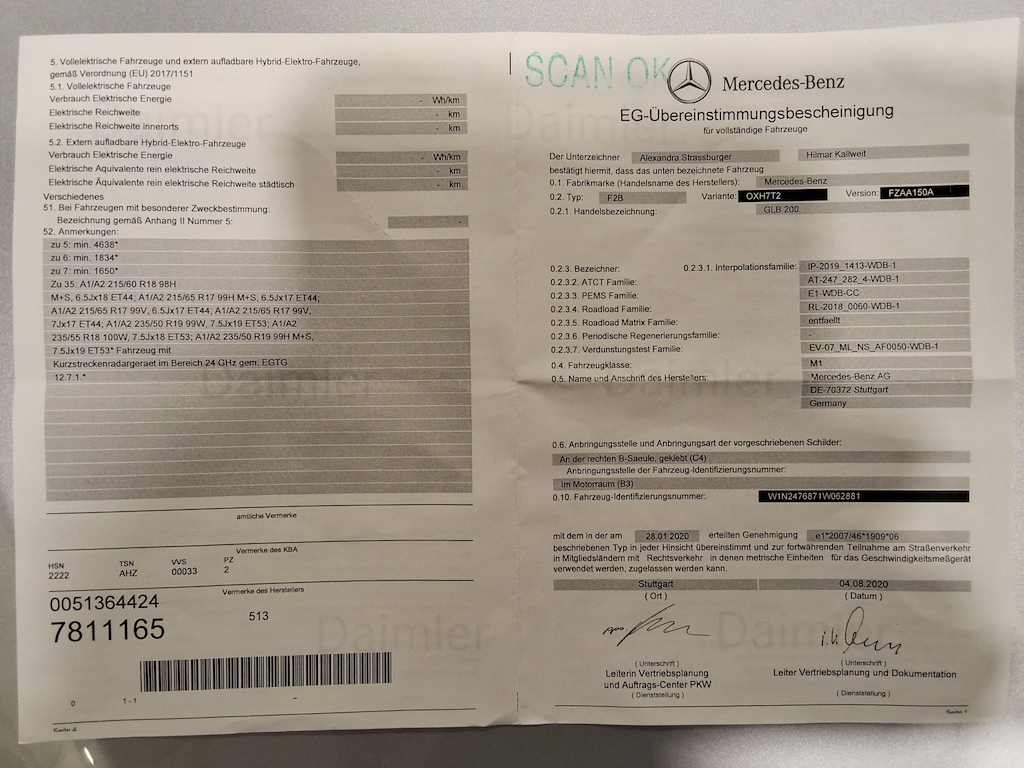 5. Vollelektrische Fahrzeuge und extern aufladbare Hybrid-Elektro-Fahrzeuge,
gemäß Verordnung (EU) 2017/1151
5.1. Vollelektrische Fahrzeuge
Verbrauch Elektrische Energie - Wh/km
Elektrische Reichweite - km
Elektrische Reichweite innerorts - km
5.2. Extern aufladbare Hybrid-Elektro-Fahrzeuge
Verbrauch Elektrische Energie - Wh/km
Elektrische Äquivalente rein elektrische Reichweite - km
Elektrische Äquivalente rein elektrische Reichweite städtisch - km
Verschiedenes
51. Bei Fahrzeugen mit besonderer Zweckbestimmung:
Bezeichnung gemäß Anhang II Nummer 5: -
52. Anmerkungen:
zu 5: min. 4638*
zu 6: min. 1834*
zu 7: min. 1650*
Zu 35: A1/A2 215/60 R18 98H
M+S, 6.5Jx18 ET44; A1/A2 215/65 R17 99H M+S, 6.5Jx17 ET44;
A1/A2 215/65 R17 99V, 6.5Jx17 ET44; A1/A2 215/65 R17 99V,
7Jx17 ET44; A1/A2 235/50 R19 99W, 7.5Jx19 ET53; A1/A2
235/55 R18 100W, 7.5Jx18 ET53; A1/A2 235/50 R19 99H M+S,
7.5Jx19 ET53* Fahrzeug mit
Kurzstreckenradargeraet im Bereich 24 GHz gem. EGTG
12.7.1.*
amtliche Vermerke
Vermerke des KBA
HSN TSN VVS PZ
2222 AHZ 00033 2
Vermerke des Herstellers
0051364424
7811165 513
0 1-1 –
Seite 4
SCAN OK
Mercedes-Benz
EG-Übereinstimmungsbescheinigung
für vollständige Fahrzeuge
Der Unterzeichner Alexandra Strassburger Hilmar Kallweit
bestätigt hiermit, dass das unten bezeichnete Fahrzeug
0.1. Fabrikmarke (Handelsname des Herstellers): Mercedes-Benz
0.2. Typ: F2B Variante: OXH7T2 Version: FZAA150A
0.2.1. Handelsbezeichnung: GLB 200
0.2.3. Bezeichner: 0.2.3.1. Interpolationsfamilie: IP-2019_1413-WDB-1
0.2.3.2. ATCT Familie: AT-247_282_4-WDB-1
0.2.3.3. PEMS Familie: E1-WDB-CC
0.2.3.4. Roadload Familie: RL-2018_0060-WDB-1
0.2.3.5. Roadload Matrix Familie: entfaellt
0.2.3.6. Periodische Regenerierungsfamilie:
0.2.3.7. Verdunstungstest Familie: EV-07_ML_NS_AF0050-WDB-1
0.4. Fahrzeugklasse: M1
0.5. Name und Anschrift des Herstellers: Mercedes-Benz AG
DE-70372 Stuttgart
Germany
0.6. Anbringungsstelle und Anbringungsart der vorgeschriebenen Schilder:
An der rechten B-Saeule, geklebt (C4)
Anbringungsstelle der Fahrzeug-Identifizierungsnummer:
Im Motorraum (B3)
0.10. Fahrzeug-Identifizierungsnummer: W1N2476871W062881
mit dem in der am 28.01.2020 erteilten Genehmigung e1*2007/46*1909*06
beschriebenen Typ in jeder Hinsicht übereinstimmt und zur fortwährenden Teilnahme am Straßenverkehr
in Mitgliedsländern mit Rechtsverkehr in denen metrische Einheiten für das Geschwindigkeitsmeßgerät
verwendet werden, zugelassen werden kann.
Stuttgart 04.08.2020
( Ort ) ( Datum )
( Unterschrift ) ( Unterschrift )
Leiterin Vertriebsplanung Leiter Vertriebsplanung und Dokumentation
und Auftrags-Center PKW
( Dienststellung ) ( Dienststellung )
Seite 1
Daimler
Daimler
Daimler
Daimler
Daimler
Daimler